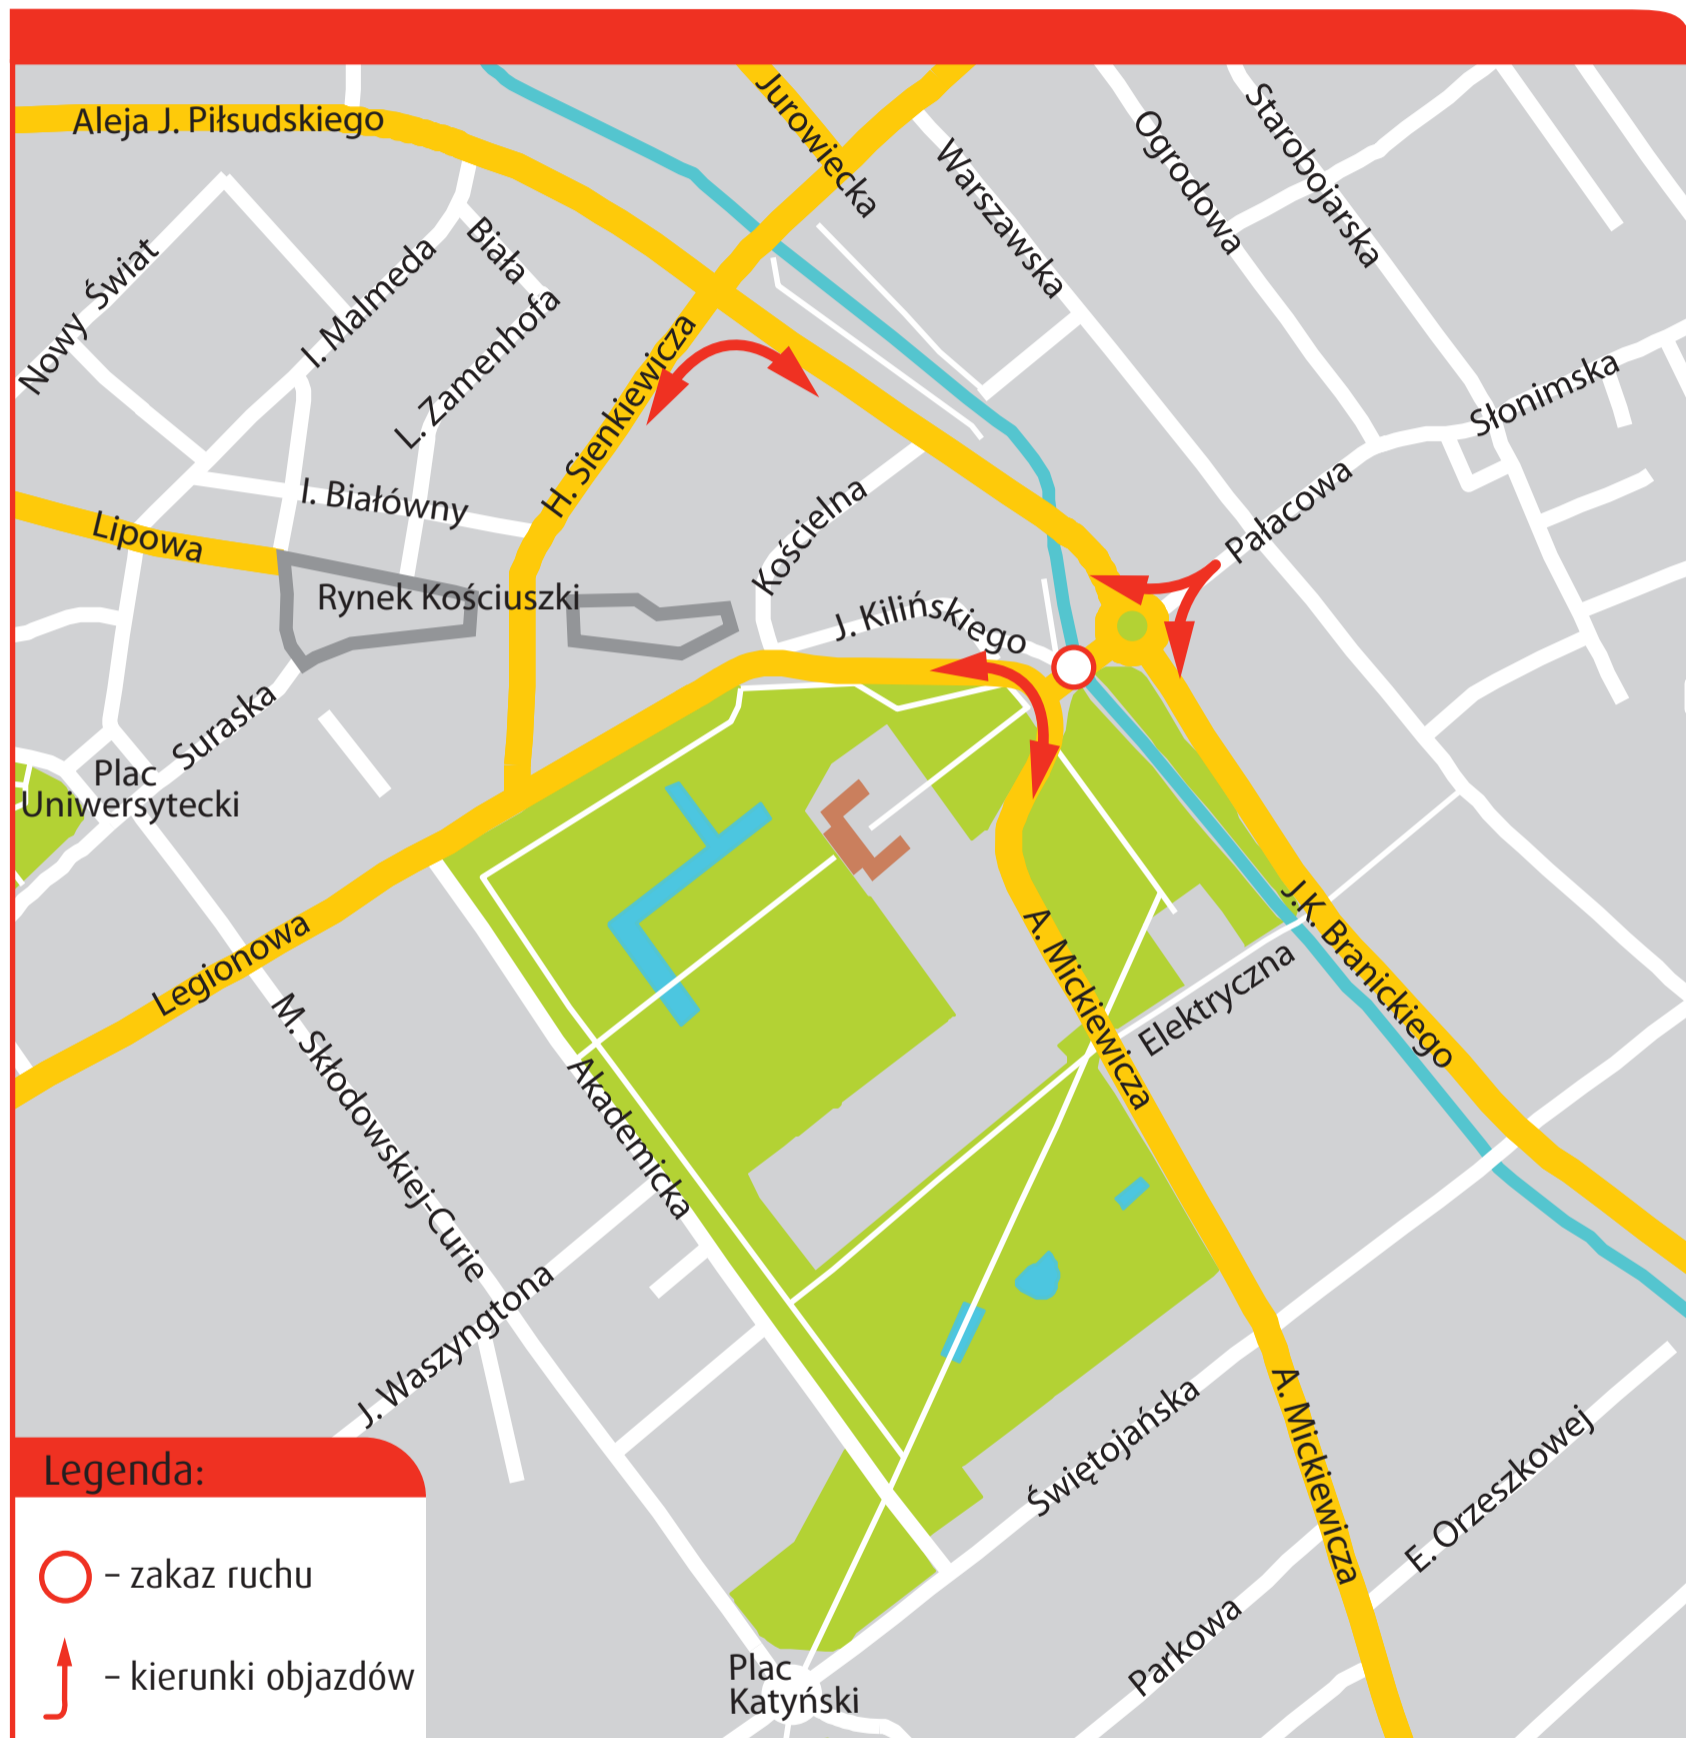 Aleja J. Piłsudskiego
Jurowiecka
Warszawska
Ogrodowa
Starobojarska
Nowy Świat
I. Malmeda
Biała
L. Zamenhofa
H. Sienkiewicza
Słonimska
Pałacowa
I. Białówny
Lipowa
Kościelna
Rynek Kościuszki
J. Kilińskiego
Suraska
Plac
Uniwersytecki
Legionowa
A. Mickiewicza
J.K. Branickiego
Elektryczna
M. Skłodowskiej-Curie
Akademicka
J. Waszyngtona
Świętojańska
A. Mickiewicza
E. Orzeszkowej
Parkowa
Plac
Katyński
Legenda:
– zakaz ruchu
– kierunki objazdów